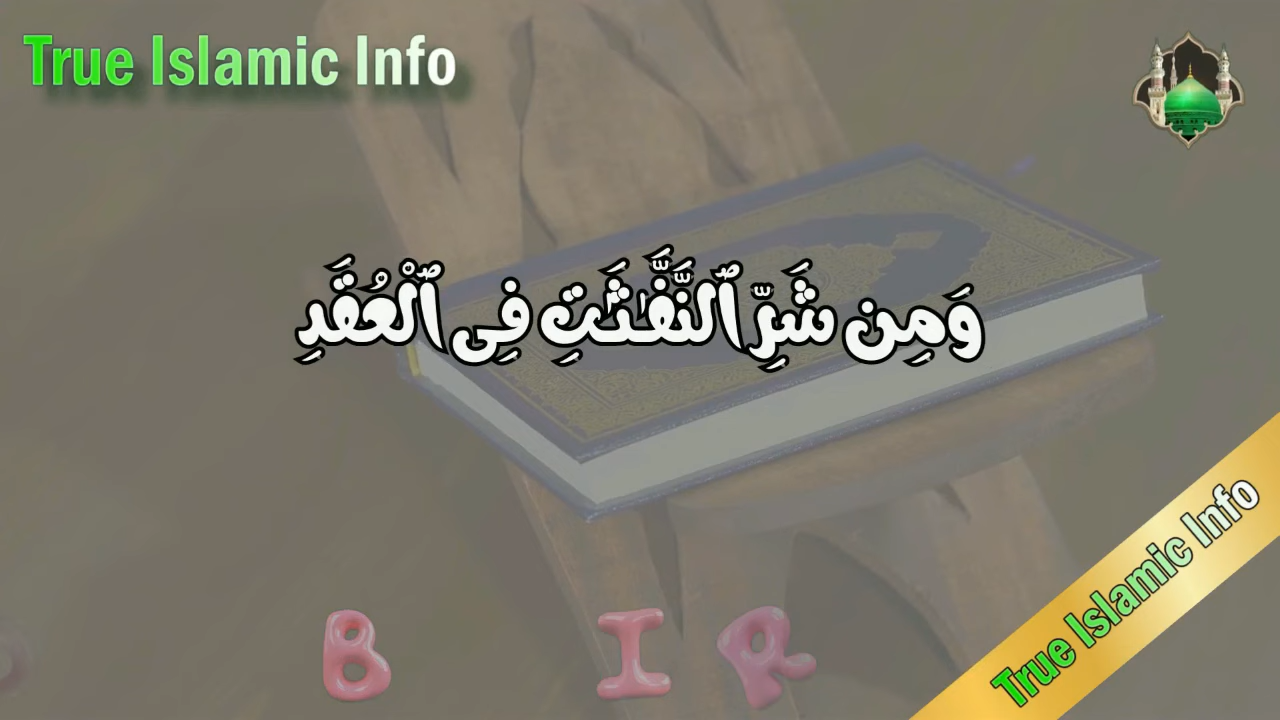 True Islamic Info
وَمِن شَرِّ ٱلنَّفَّـٰثَـٰتِ فِى ٱلْعُقَدِ
True Islamic Info
B I R